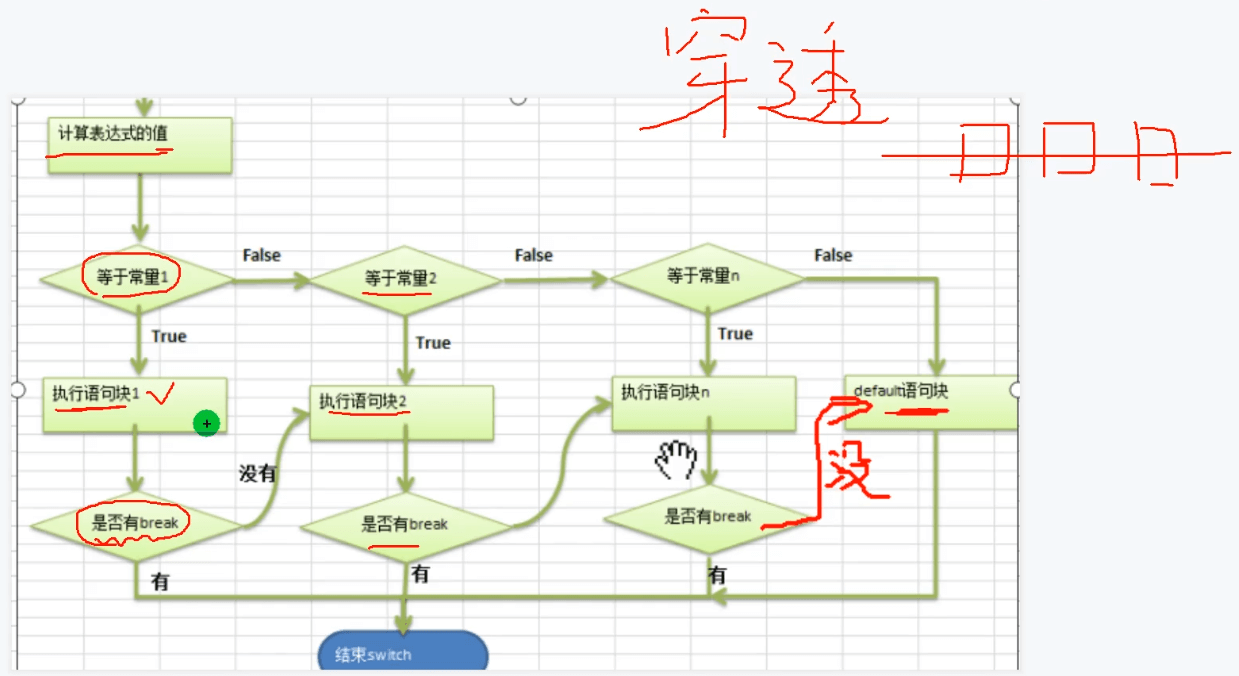 穿透
计算表达式的值
False
False
False
等于常量1
等于常量2
等于常量n
True
True
True
执行语句块1
执行语句块2
执行语句块n
default语句块
没有
没
是否有break
是否有break
是否有break
有
有
有
结束switch